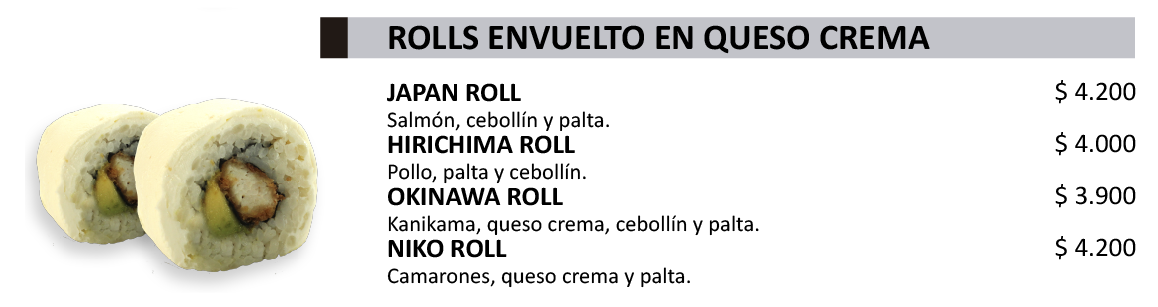 ROLLS ENVUELTO EN QUESO CREMA
JAPAN ROLL $ 4.200
Salmón, cebollín y palta.
HIRICHIMA ROLL $ 4.000
Pollo, palta y cebollín.
OKINAWA ROLL $ 3.900
Kanikama, queso crema, cebollín y palta.
NIKO ROLL $ 4.200
Camarones, queso crema y palta.